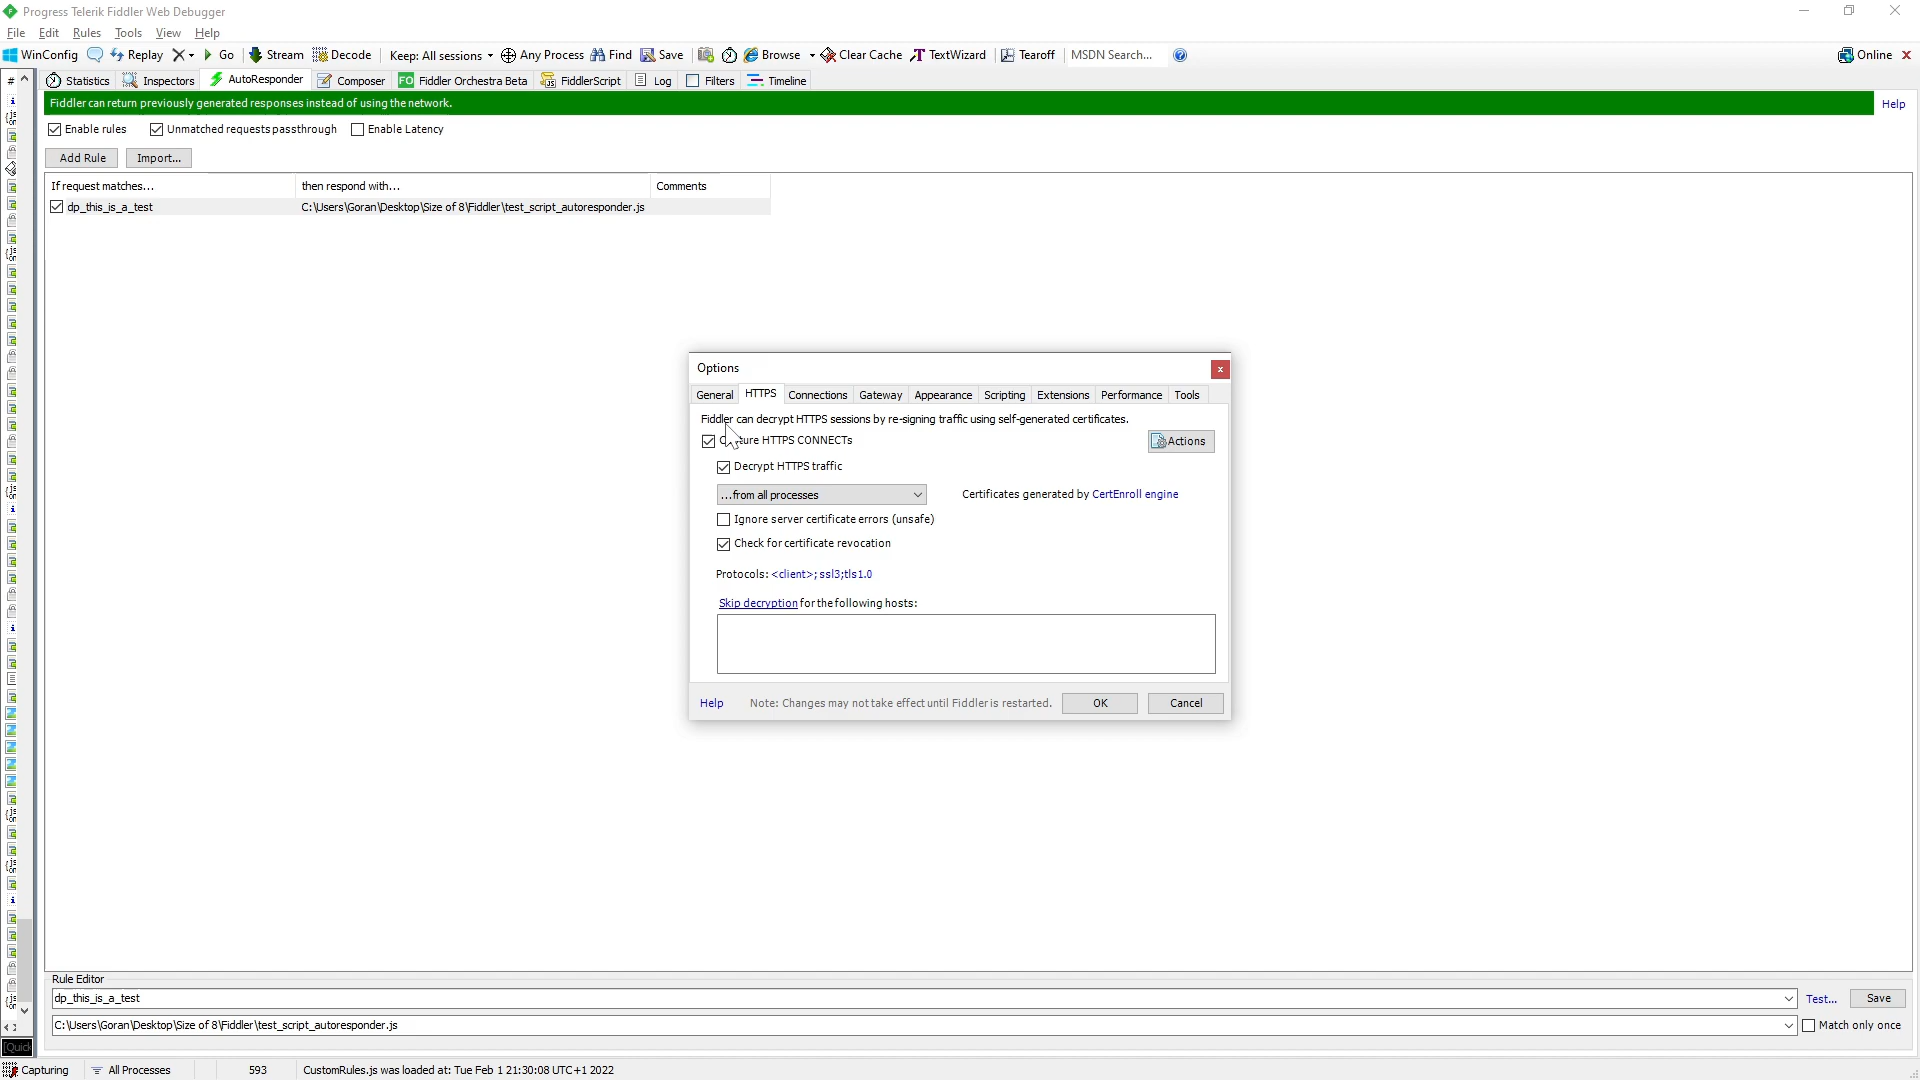 Progress Telerik Fiddler Web Debugger
File Edit Rules Tools View Help
WinConfig Replay Go Stream Decode Keep: All sessions Any Process Find Save Browse Clear Cache TextWizard Tearoff MSDN Search... Online
# Statistics Inspectors AutoResponder Composer FO Fiddler Orchestra Beta FiddlerScript Log Filters Timeline
Fiddler can return previously generated responses instead of using the network. Help
Enable rules Unmatched requests passthrough Enable Latency
Add Rule Import...
If request matches... then respond with... Comments
dp_this_is_a_test C:\Users\Goran\Desktop\Size of 8\Fiddler\test_script_autoresponder.js
Options
General HTTPS Connections Gateway Appearance Scripting Extensions Performance Tools
Fiddler can decrypt HTTPS sessions by re-signing traffic using self-generated certificates.
HTTPS CONNECTs Actions
Decrypt HTTPS traffic
...from all processes Certificates generated by CertEnroll engine
Ignore server certificate errors (unsafe)
Check for certificate revocation
Protocols: <client>;ssl3;tls1.0
Skip decryption for the following hosts:
Help Note: Changes may not take effect until Fiddler is restarted. OK Cancel
Rule Editor
dp_this_is_a_test Test... Save
C:\Users\Goran\Desktop\Size of 8\Fiddler\test_script_autoresponder.js Match only once
[Quick
Capturing All Processes 593 CustomRules.js was loaded at: Tue Feb 1 21:30:08 UTC+1 2022